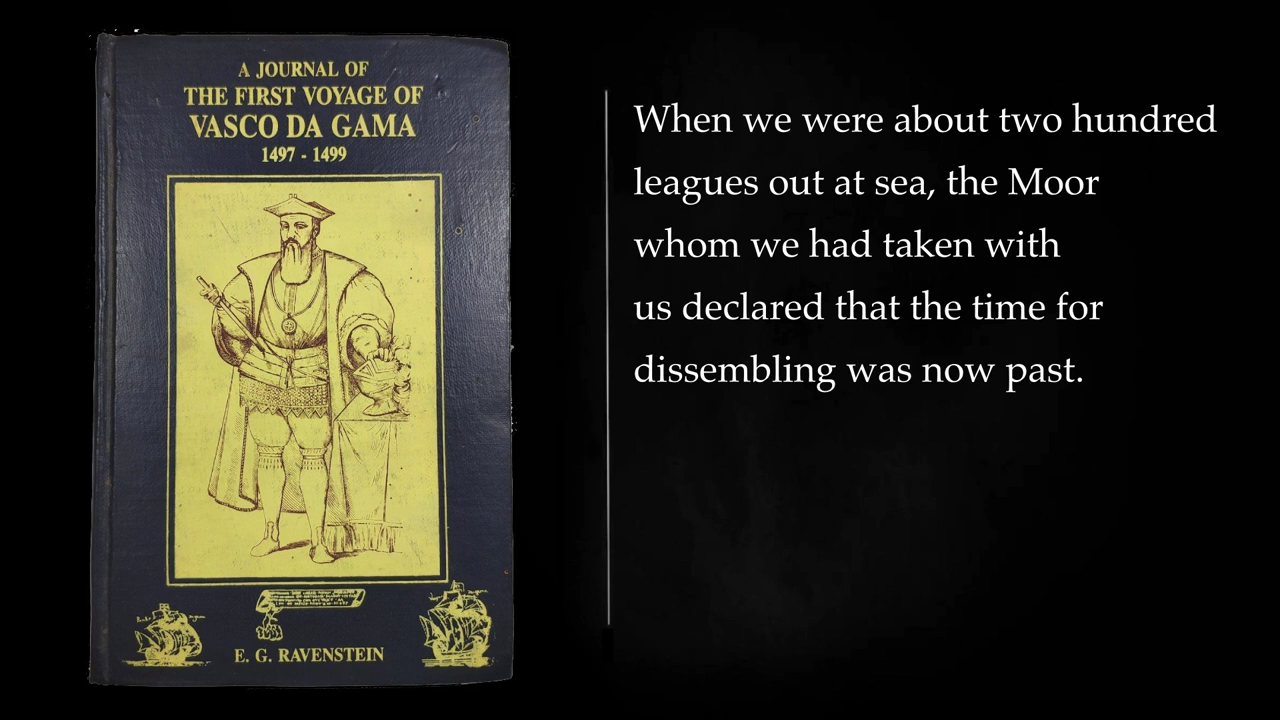 A JOURNAL OF
THE FIRST VOYAGE OF
VASCO DA GAMA
1497 - 1499
E. G. RAVENSTEIN
When we were about two hundred
leagues out at sea, the Moor
whom we had taken with
us declared that the time for
dissembling was now past.